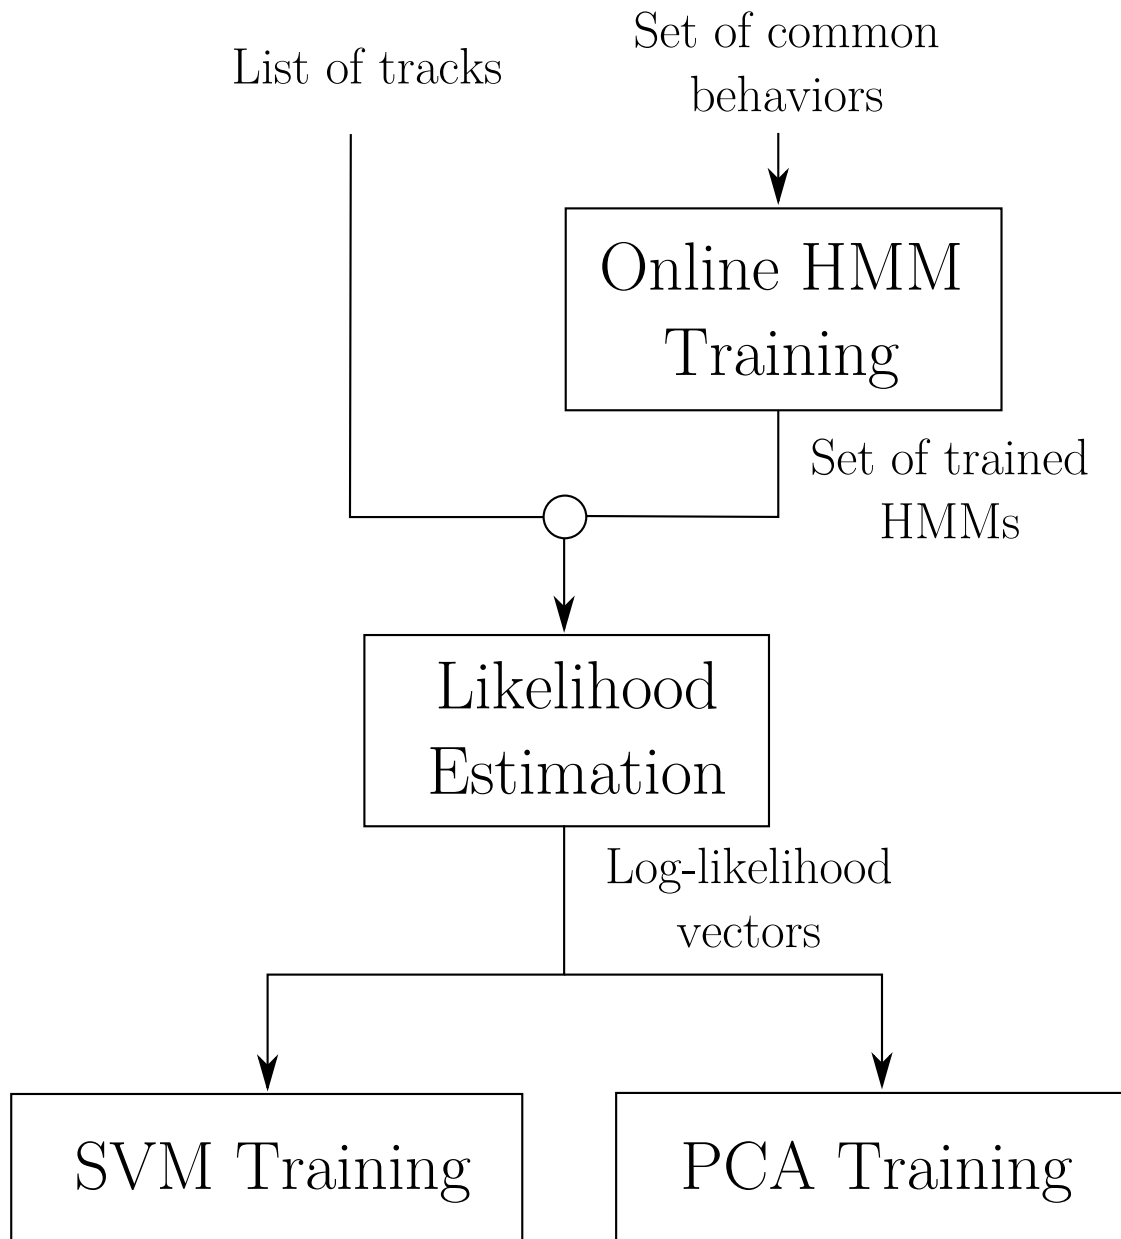 List of tracks
Set of common
behaviors
Online HMM
Training
Set of trained
HMMs
Likelihood
Estimation
Log-likelihood
vectors
SVM Training
PCA Training